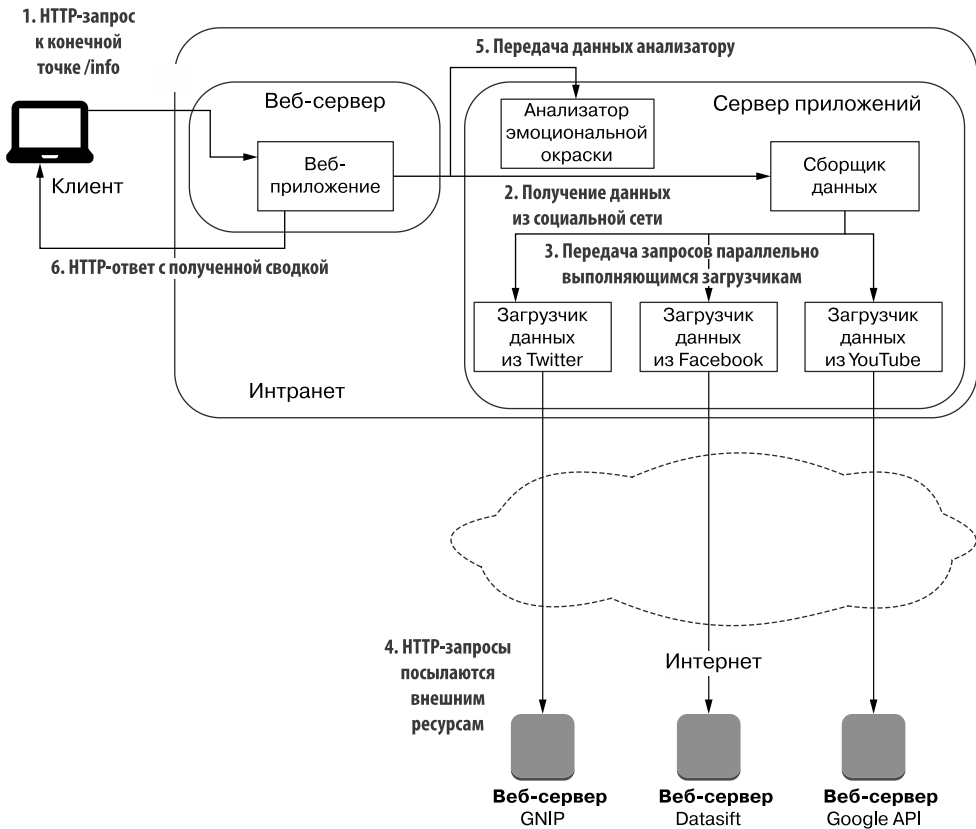 1. HTTP-запрос
к конечной
точке /info
5. Передача данных анализатору
Веб-сервер
Сервер приложений
Анализатор
эмоциональной
окраски
Веб-
приложение
Сборщик
данных
Клиент
2. Получение данных
из социальной сети
6. HTTP-ответ с полученной сводкой
3. Передача запросов параллельно
выполняющимся загрузчикам
Загрузчик
данных
из Twitter
Загрузчик
данных
из Facebook
Загрузчик
данных
из YouTube
Интранет
4. HTTP-запросы
посылаются
внешним
ресурсам
Интернет
Веб-сервер
GNIP
Веб-сервер
Datasift
Веб-сервер
Google API